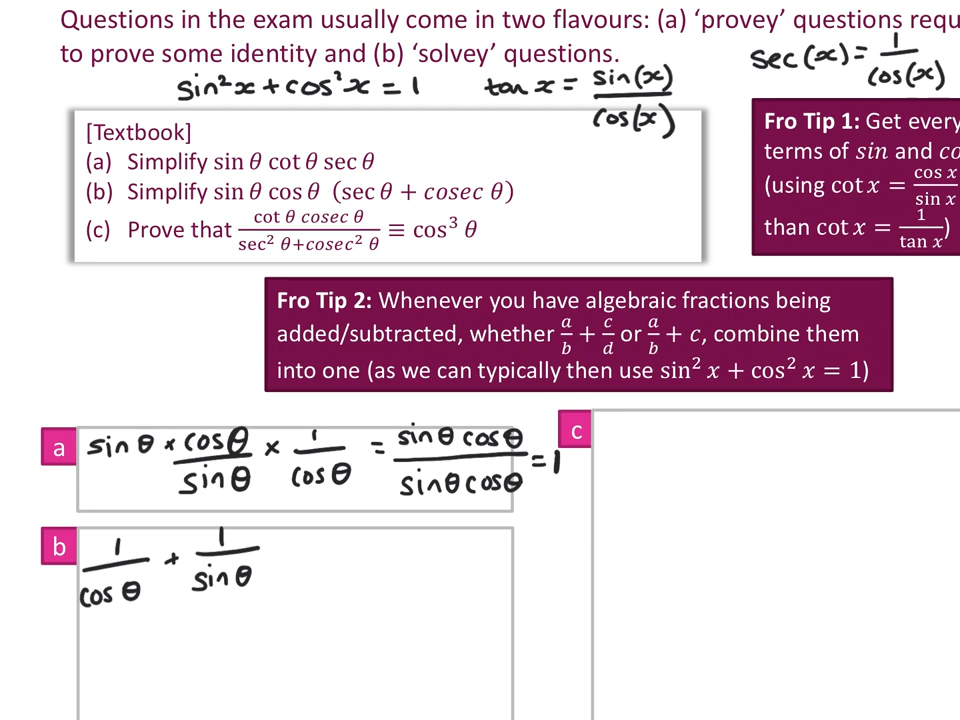 Questions in the exam usually come in two flavours: (a) ‘provey’ questions requ
to prove some identity and (b) ‘solvey’ questions.
sin²x + cos²x = 1
tan x = sin(x)/cos(x)
sec(x) = 1/cos(x)
[Textbook]
(a) Simplify sin θ cot θ sec θ
(b) Simplify sin θ cos θ (sec θ + cosec θ)
(c) Prove that (cot θ cosec θ)/(sec² θ+cosec² θ) ≡ cos³ θ
Fro Tip 1: Get every
terms of sin and co
(using cot x = cos x/sin x
than cot x = 1/tan x)
Fro Tip 2: Whenever you have algebraic fractions being
added/subtracted, whether a/b + c/d or a/b + c, combine them
into one (as we can typically then use sin² x + cos² x = 1)
a
sin θ × cos θ/sin θ × 1/cos θ = sin θ cos θ/sin θ cos θ = 1
b
1/cos θ + 1/sin θ
c